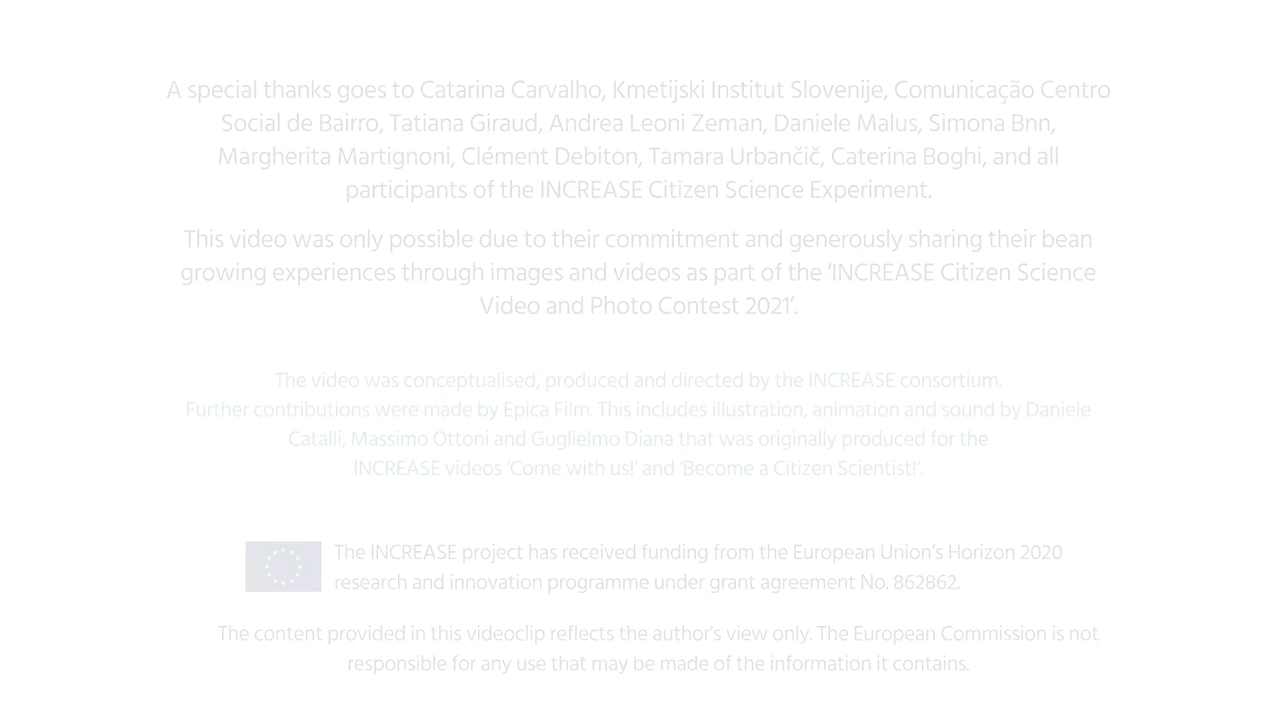 A special thanks goes to Catarina Carvalho, Kmetijski Institut Slovenije, Comunicação Centro
Social de Bairro, Tatiana Giraud, Andrea Leoni Zeman, Daniele Malus, Simona Bnn,
Margherita Martignoni, Clément Debiton, Tamara Urbančič, Caterina Boghi, and all
participants of the INCREASE Citizen Science Experiment.
This video was only possible due to their commitment and generously sharing their bean
growing experiences through images and videos as part of the ‘INCREASE Citizen Science
Video and Photo Contest 2021’.
The video was conceptualised, produced and directed by the INCREASE consortium.
Further contributions were made by Epica Film. This includes illustration, animation and sound by Daniele
Catalli, Massimo Ottoni and Guglielmo Diana that was originally produced for the
INCREASE videos ‘Come with us!’ and ‘Become a Citizen Scientist!’.
The INCREASE project has received funding from the European Union’s Horizon 2020
research and innovation programme under grant agreement No. 862862.
The content provided in this videoclip reflects the author's view only. The European Commission is not
responsible for any use that may be made of the information it contains.